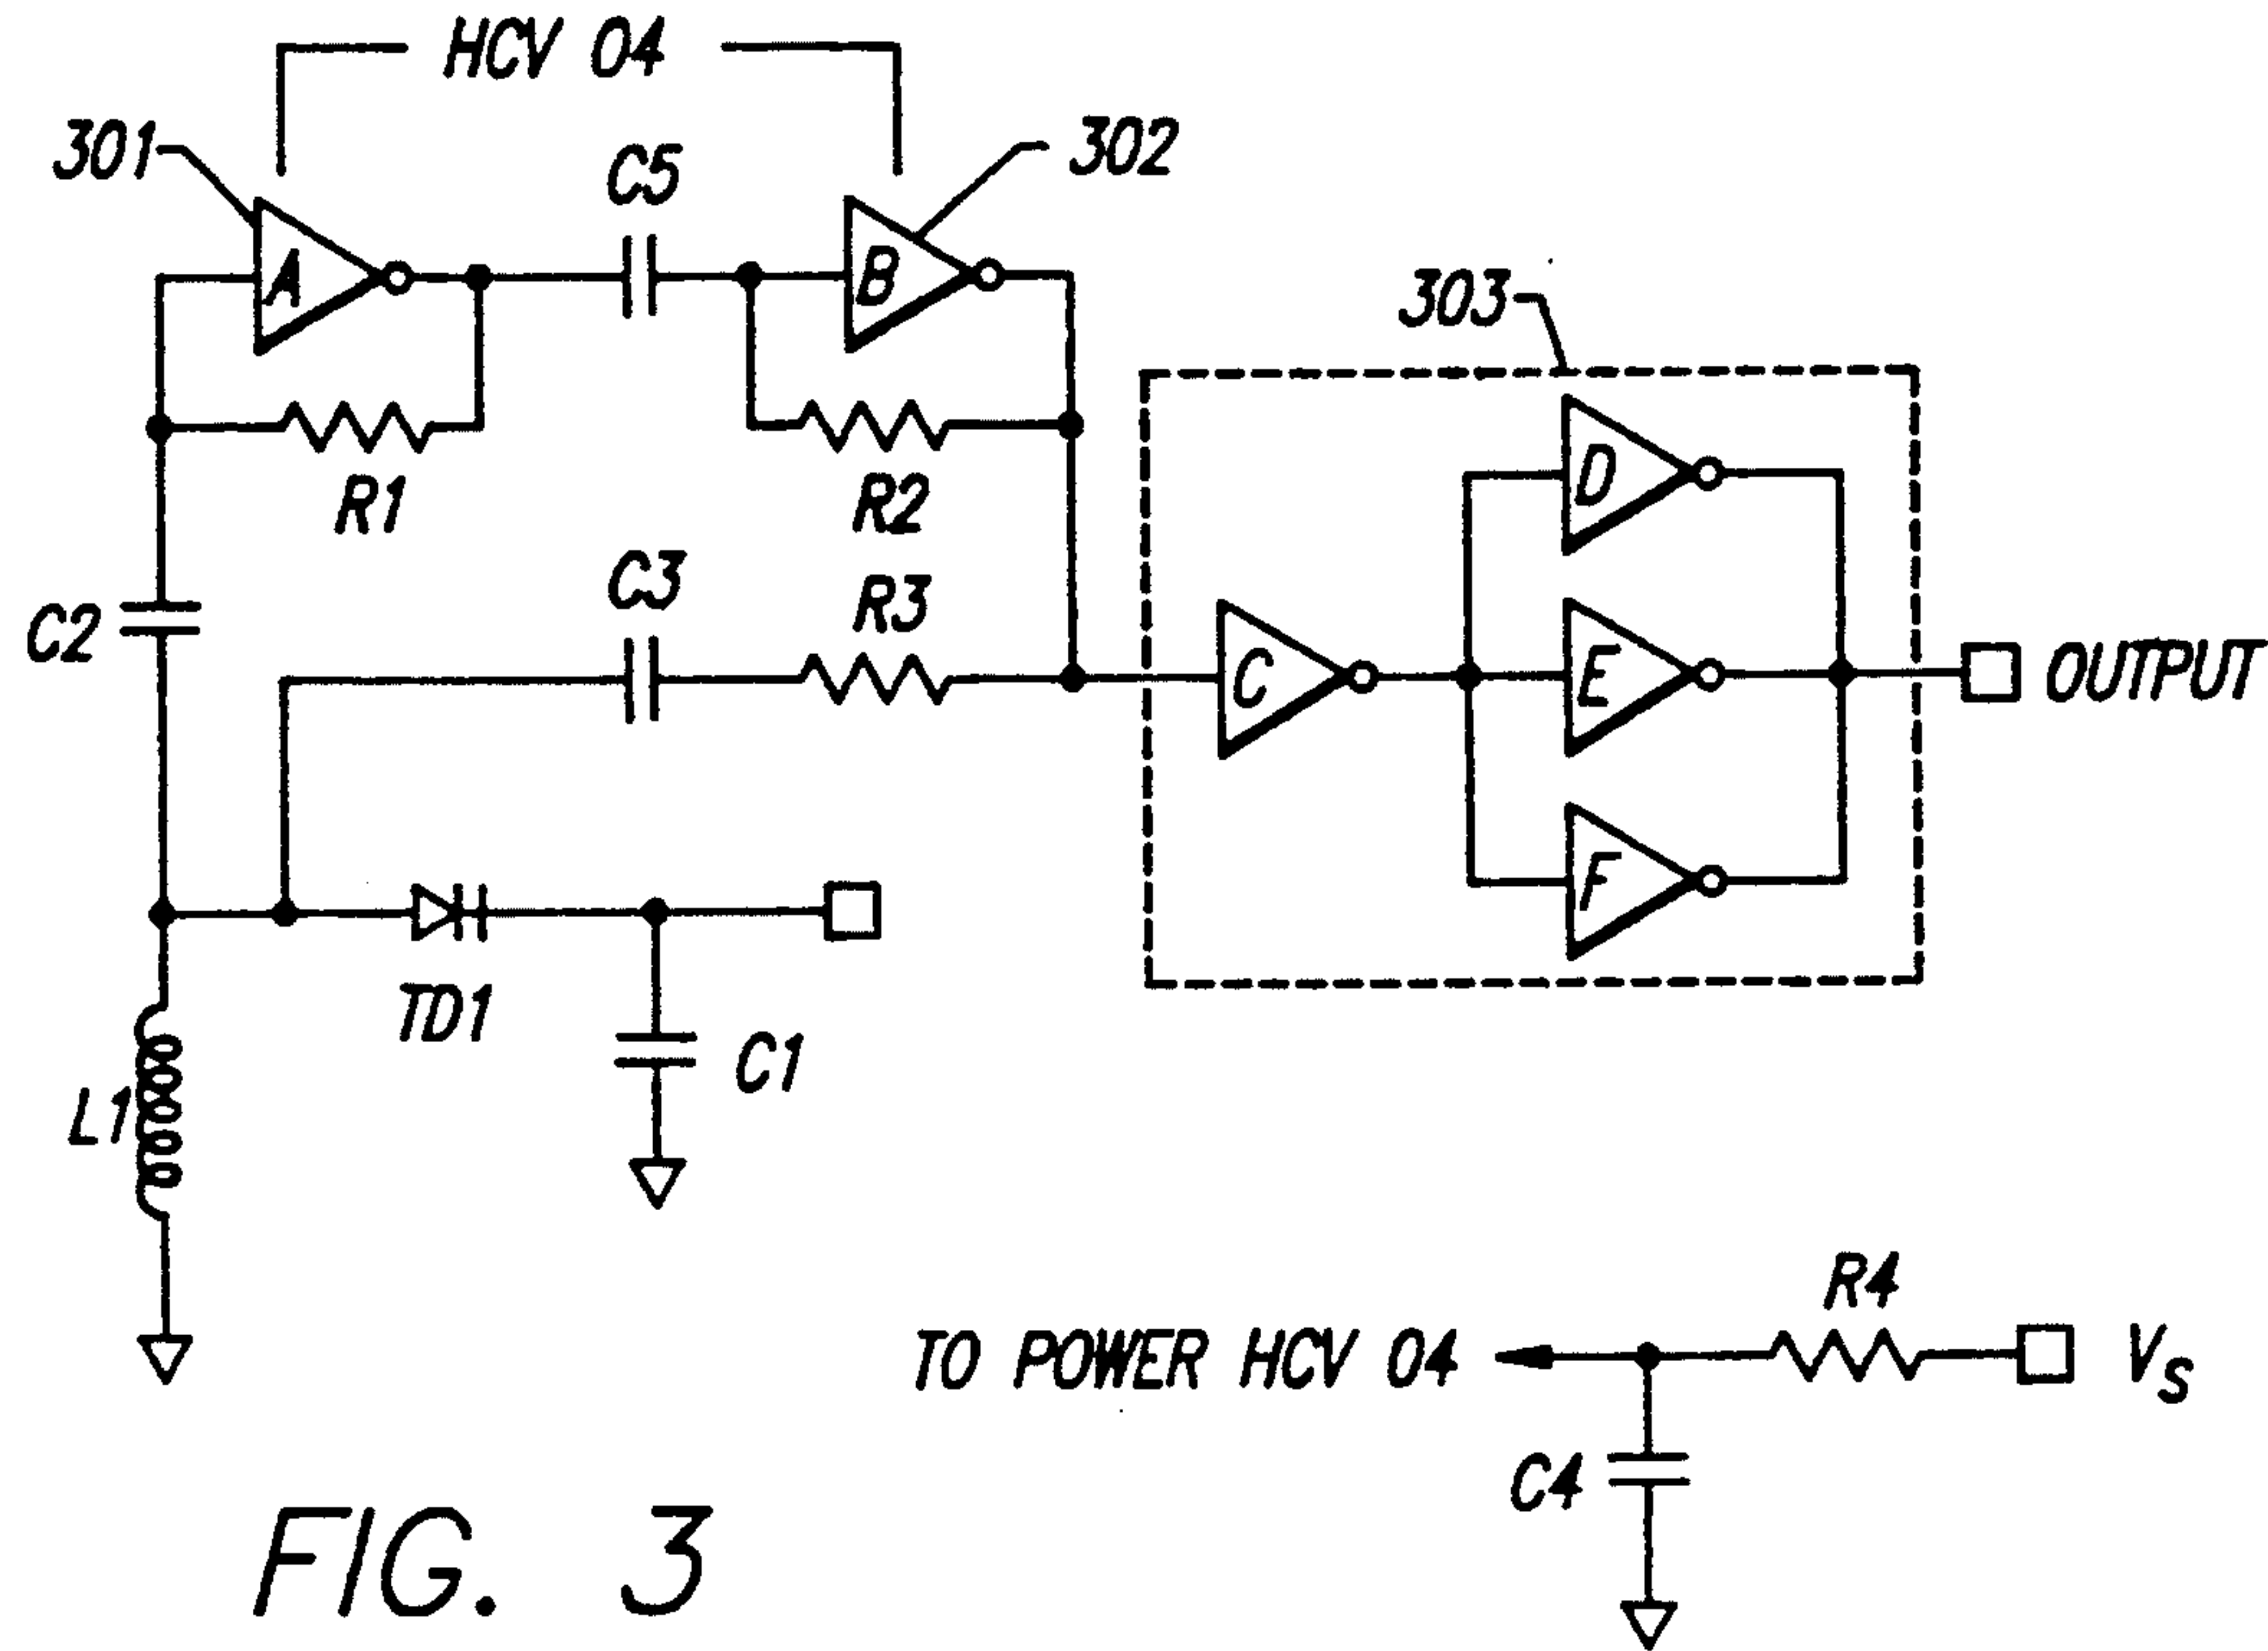 HCV 04
301
C5
302
A
B
303
R1
R2
D
C3
R3
C2
C
E
OUTPUT
F
TD1
C1
L1
R4
TO POWER HCV 04
VS
C4
FIG. 3